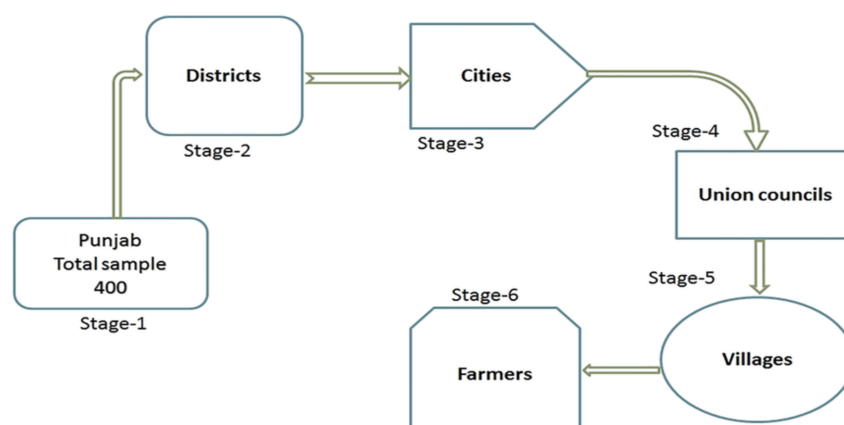 Punjab
Total sample
400
Stage-1
Districts
Stage-2
Cities
Stage-3
Stage-4
Union councils
Stage-5
Villages
Stage-6
Farmers